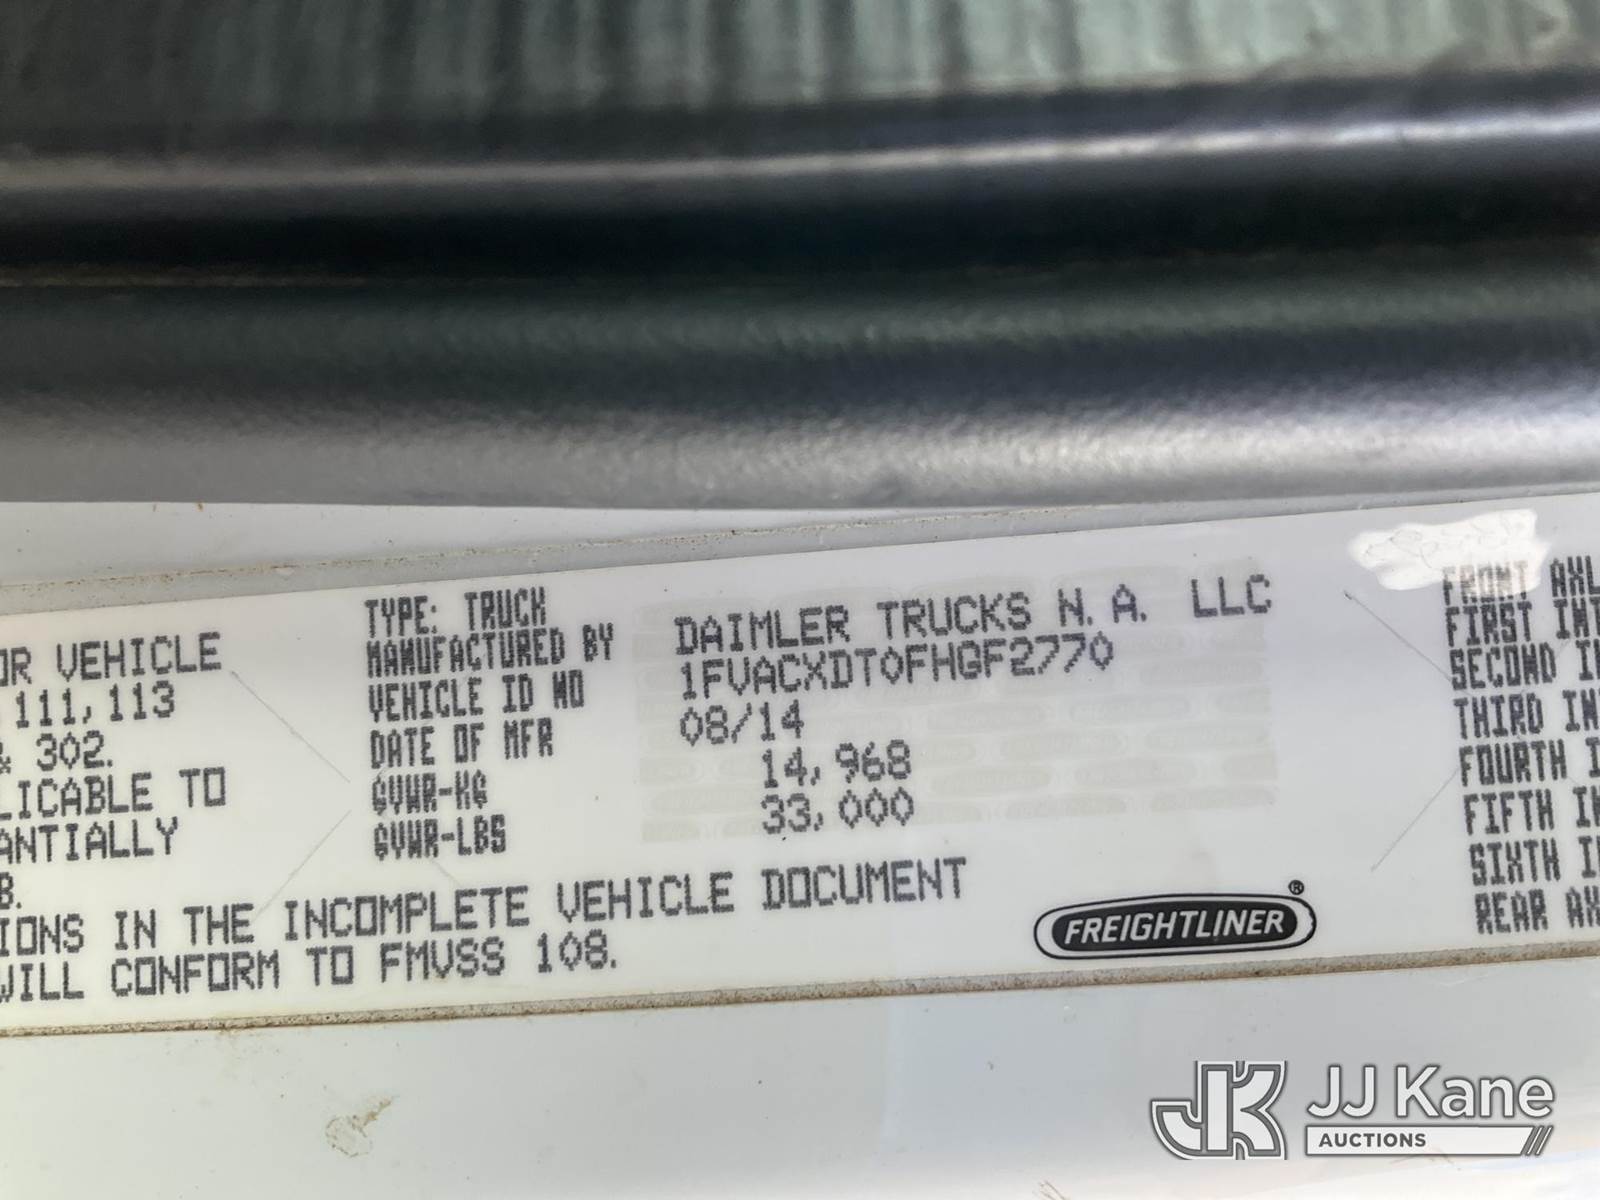 OR VEHICLE
111, 113
& 302.
LICABLE TO
ANTIALLY
B.
IONS IN THE INCOMPLETE VEHICLE DOCUMENT
WILL CONFORM TO FMVSS 108.
TYPE: TRUCK
MANUFACTURED BY DAIMLER TRUCKS N.A. LLC
VEHICLE ID NO 1FVACXDT0FHGF2770
DATE OF MFR 08/14
GVWR-KG 14,968
GVWR-LBS 33,000
FREIGHTLINER®
FRONT AXL
FIRST INT
SECOND IN
THIRD IN
FOURTH I
FIFTH IN
SIXTH I
REAR AX
JK JJ Kane
AUCTIONS